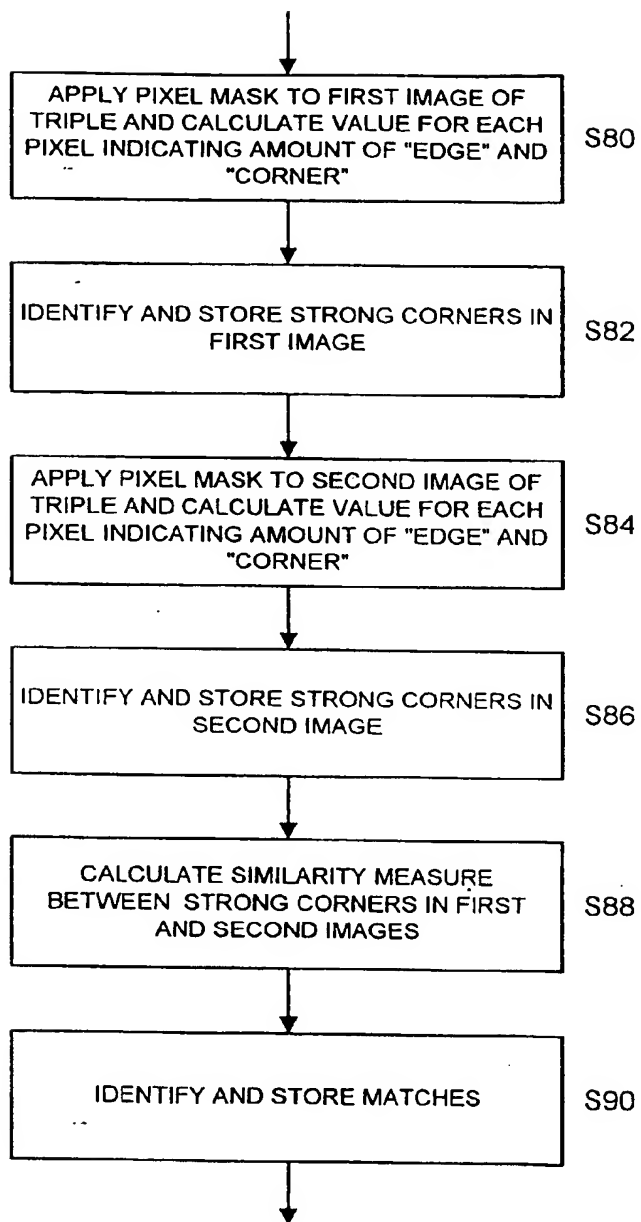 APPLY PIXEL MASK TO FIRST IMAGE OF
TRIPLE AND CALCULATE VALUE FOR EACH
PIXEL INDICATING AMOUNT OF "EDGE" AND
"CORNER"
S80
IDENTIFY AND STORE STRONG CORNERS IN
FIRST IMAGE
S82
APPLY PIXEL MASK TO SECOND IMAGE OF
TRIPLE AND CALCULATE VALUE FOR EACH
PIXEL INDICATING AMOUNT OF "EDGE" AND
"CORNER"
S84
IDENTIFY AND STORE STRONG CORNERS IN
SECOND IMAGE
S86
CALCULATE SIMILARITY MEASURE
BETWEEN STRONG CORNERS IN FIRST
AND SECOND IMAGES
S88
IDENTIFY AND STORE MATCHES
S90